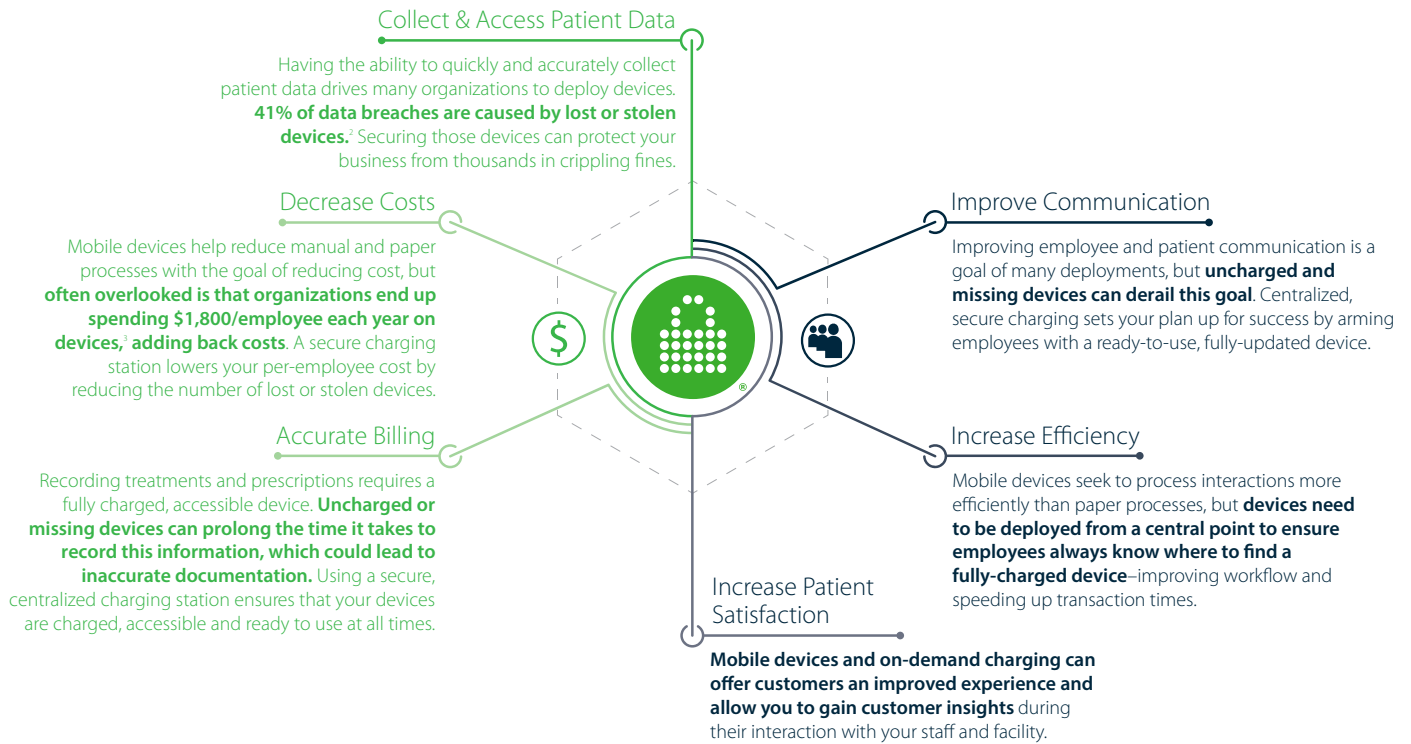 Collect & Access Patient Data
Having the ability to quickly and accurately collect
patient data drives many organizations to deploy devices.
41% of data breaches are caused by lost or stolen
devices.² Securing those devices can protect your
business from thousands in crippling fines.
Decrease Costs
Mobile devices help reduce manual and paper
processes with the goal of reducing cost, but
often overlooked is that organizations end up
spending $1,800/employee each year on
devices,³ adding back costs. A secure charging
station lowers your per-employee cost by
reducing the number of lost or stolen devices.
Accurate Billing
Recording treatments and prescriptions requires a
fully charged, accessible device. Uncharged or
missing devices can prolong the time it takes to
record this information, which could lead to
inaccurate documentation. Using a secure,
centralized charging station ensures that your devices
are charged, accessible and ready to use at all times.
$
®
Improve Communication
Improving employee and patient communication is a
goal of many deployments, but uncharged and
missing devices can derail this goal. Centralized,
secure charging sets your plan up for success by arming
employees with a ready-to-use, fully-updated device.
Increase Efficiency
Mobile devices seek to process interactions more
efficiently than paper processes, but devices need
to be deployed from a central point to ensure
employees always know where to find a
fully-charged device–improving workflow and
speeding up transaction times.
Increase Patient
Satisfaction
Mobile devices and on-demand charging can
offer customers an improved experience and
allow you to gain customer insights during
their interaction with your staff and facility.